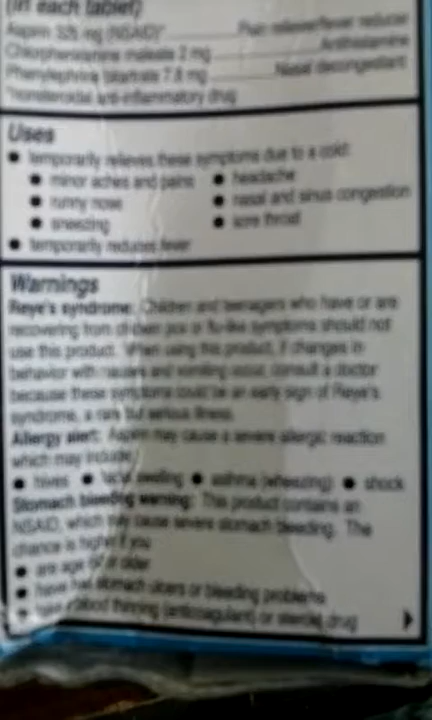 (in each tablet)
Aspirin 325 mg (NSAID)* Pain reliever/fever reducer
Chlorpheniramine maleate 2 mg Antihistamine
Phenylephrine bitartrate 7.8 mg Nasal decongestant
*nonsteroidal anti-inflammatory drug
Uses
● temporarily relieves these symptoms due to a cold:
● minor aches and pains ● headache
● runny nose ● nasal and sinus congestion
● sneezing ● sore throat
● temporarily reduces fever
Warnings
Reye's syndrome: Children and teenagers who have or are
recovering from chicken pox or flu-like symptoms should not
use this product. When using this product, if changes in
behavior with nausea and vomiting occur, consult a doctor
because these symptoms could be an early sign of Reye's
syndrome, a rare but serious illness.
Allergy alert: Aspirin may cause a severe allergic reaction
which may include:
● hives ● facial swelling ● asthma (wheezing) ● shock
Stomach bleeding warning: This product contains an
NSAID, which may cause severe stomach bleeding. The
chance is higher if you
● are age or older
● have had stomach ulcers or bleeding problems
● take a blood thinning (anticoagulant) or steroid drug